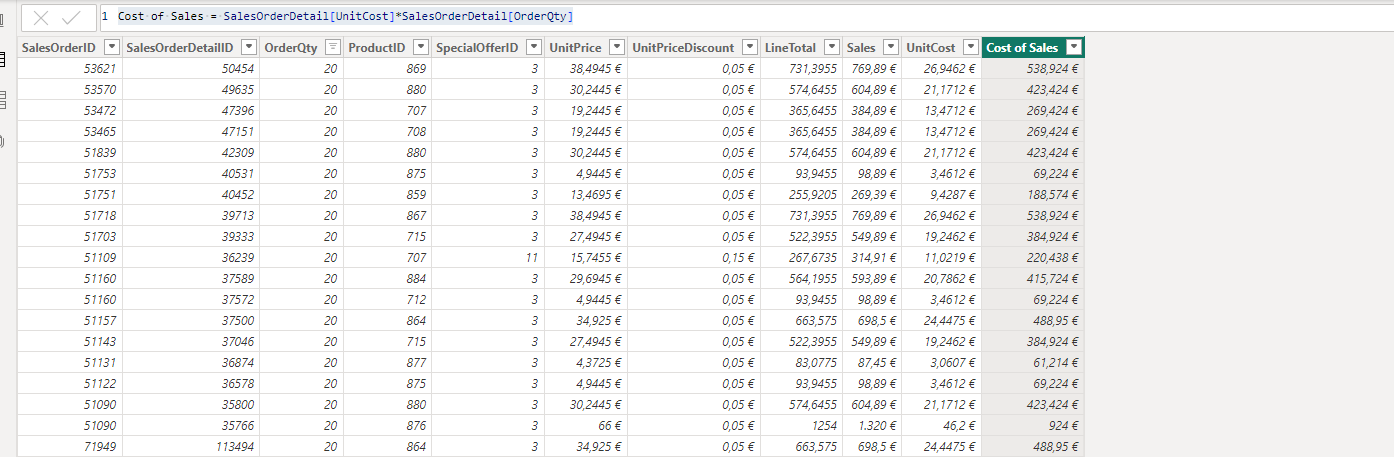 1 Cost of Sales = SalesOrderDetail[UnitCost]*SalesOrderDetail[OrderQty]
SalesOrderID SalesOrderDetailID OrderQty ProductID SpecialOfferID UnitPrice UnitPriceDiscount LineTotal Sales UnitCost Cost of Sales
53621 50454 20 869 3 38,4945 € 0,05 € 731,3955 769,89 € 26,9462 € 538,924 €
53570 49635 20 880 3 30,2445 € 0,05 € 574,6455 604,89 € 21,1712 € 423,424 €
53472 47396 20 707 3 19,2445 € 0,05 € 365,6455 384,89 € 13,4712 € 269,424 €
53465 47151 20 708 3 19,2445 € 0,05 € 365,6455 384,89 € 13,4712 € 269,424 €
51839 42309 20 880 3 30,2445 € 0,05 € 574,6455 604,89 € 21,1712 € 423,424 €
51753 40531 20 875 3 4,9445 € 0,05 € 93,9455 98,89 € 3,4612 € 69,224 €
51751 40452 20 859 3 13,4695 € 0,05 € 255,9205 269,39 € 9,4287 € 188,574 €
51718 39713 20 867 3 38,4945 € 0,05 € 731,3955 769,89 € 26,9462 € 538,924 €
51703 39333 20 715 3 27,4945 € 0,05 € 522,3955 549,89 € 19,2462 € 384,924 €
51109 36239 20 707 11 15,7455 € 0,15 € 267,6735 314,91 € 11,0219 € 220,438 €
51160 37589 20 884 3 29,6945 € 0,05 € 564,1955 593,89 € 20,7862 € 415,724 €
51160 37572 20 712 3 4,9445 € 0,05 € 93,9455 98,89 € 3,4612 € 69,224 €
51157 37500 20 864 3 34,925 € 0,05 € 663,575 698,5 € 24,4475 € 488,95 €
51143 37046 20 715 3 27,4945 € 0,05 € 522,3955 549,89 € 19,2462 € 384,924 €
51131 36874 20 877 3 4,3725 € 0,05 € 83,0775 87,45 € 3,0607 € 61,214 €
51122 36578 20 875 3 4,9445 € 0,05 € 93,9455 98,89 € 3,4612 € 69,224 €
51090 35800 20 880 3 30,2445 € 0,05 € 574,6455 604,89 € 21,1712 € 423,424 €
51090 35766 20 876 3 66 € 0,05 € 1254 1.320 € 46,2 € 924 €
71949 113494 20 864 3 34,925 € 0,05 € 663,575 698,5 € 24,4475 € 488,95 €